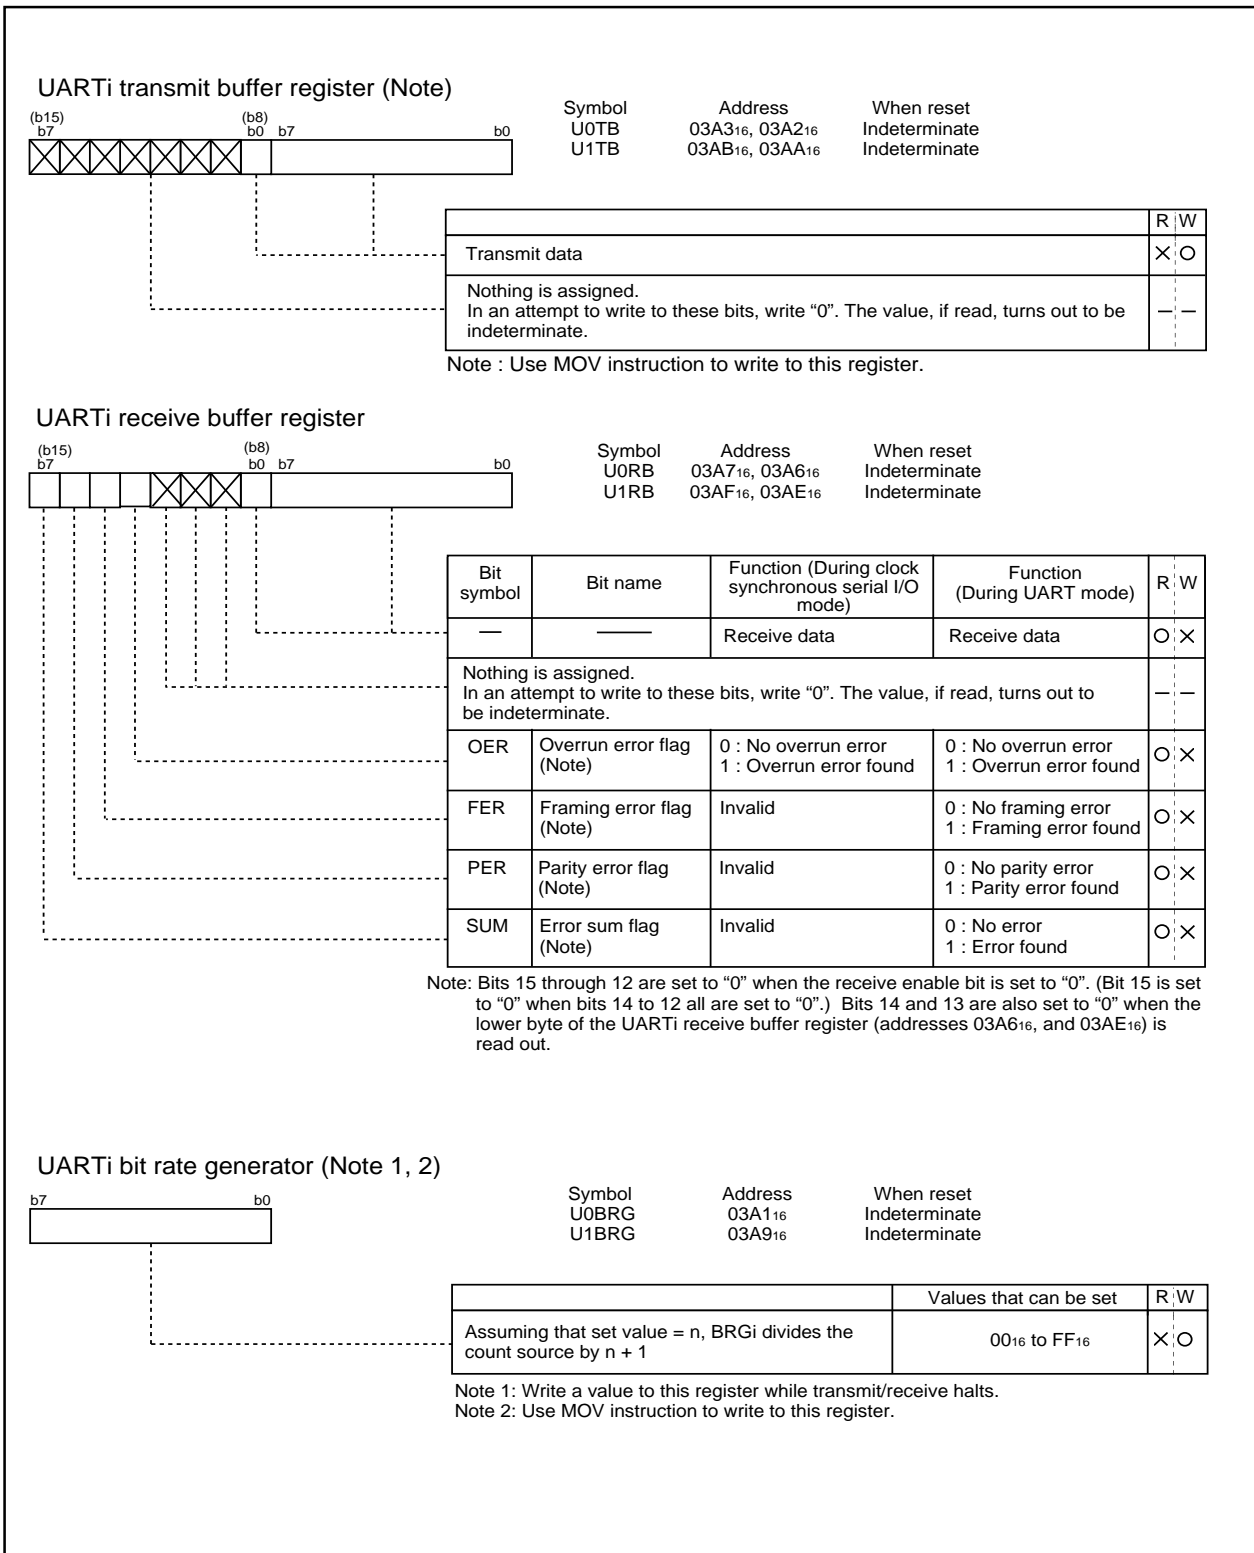 UARTi transmit buffer register (Note)
(b15) (b8)
b7 b0 b7 b0
Symbol Address When reset
U0TB 03A3₁₆, 03A2₁₆ Indeterminate
U1TB 03AB₁₆, 03AA₁₆ Indeterminate
R W
Transmit data X O
Nothing is assigned.
In an attempt to write to these bits, write “0”. The value, if read, turns out to be
indeterminate.
— —
Note : Use MOV instruction to write to this register.
UARTi receive buffer register
(b15) (b8)
b7 b0 b7 b0
Symbol Address When reset
U0RB 03A7₁₆, 03A6₁₆ Indeterminate
U1RB 03AF₁₆, 03AE₁₆ Indeterminate
Bit
symbol
Bit name
Function (During clock
synchronous serial I/O
mode)
Function
(During UART mode)
R W
— — Receive data Receive data O X
Nothing is assigned.
In an attempt to write to these bits, write “0”. The value, if read, turns out to
be indeterminate.
— —
OER Overrun error flag
(Note)
0 : No overrun error
1 : Overrun error found
0 : No overrun error
1 : Overrun error found
O X
FER Framing error flag
(Note)
Invalid
0 : No framing error
1 : Framing error found
O X
PER Parity error flag
(Note)
Invalid
0 : No parity error
1 : Parity error found
O X
SUM Error sum flag
(Note)
Invalid
0 : No error
1 : Error found
O X
Note: Bits 15 through 12 are set to “0” when the receive enable bit is set to “0”. (Bit 15 is set
to “0” when bits 14 to 12 all are set to “0”.) Bits 14 and 13 are also set to “0” when the
lower byte of the UARTi receive buffer register (addresses 03A6₁₆, and 03AE₁₆) is
read out.
UARTi bit rate generator (Note 1, 2)
b7 b0
Symbol Address When reset
U0BRG 03A1₁₆ Indeterminate
U1BRG 03A9₁₆ Indeterminate
Values that can be set R W
Assuming that set value = n, BRGi divides the
count source by n + 1
00₁₆ to FF₁₆ X O
Note 1: Write a value to this register while transmit/receive halts.
Note 2: Use MOV instruction to write to this register.